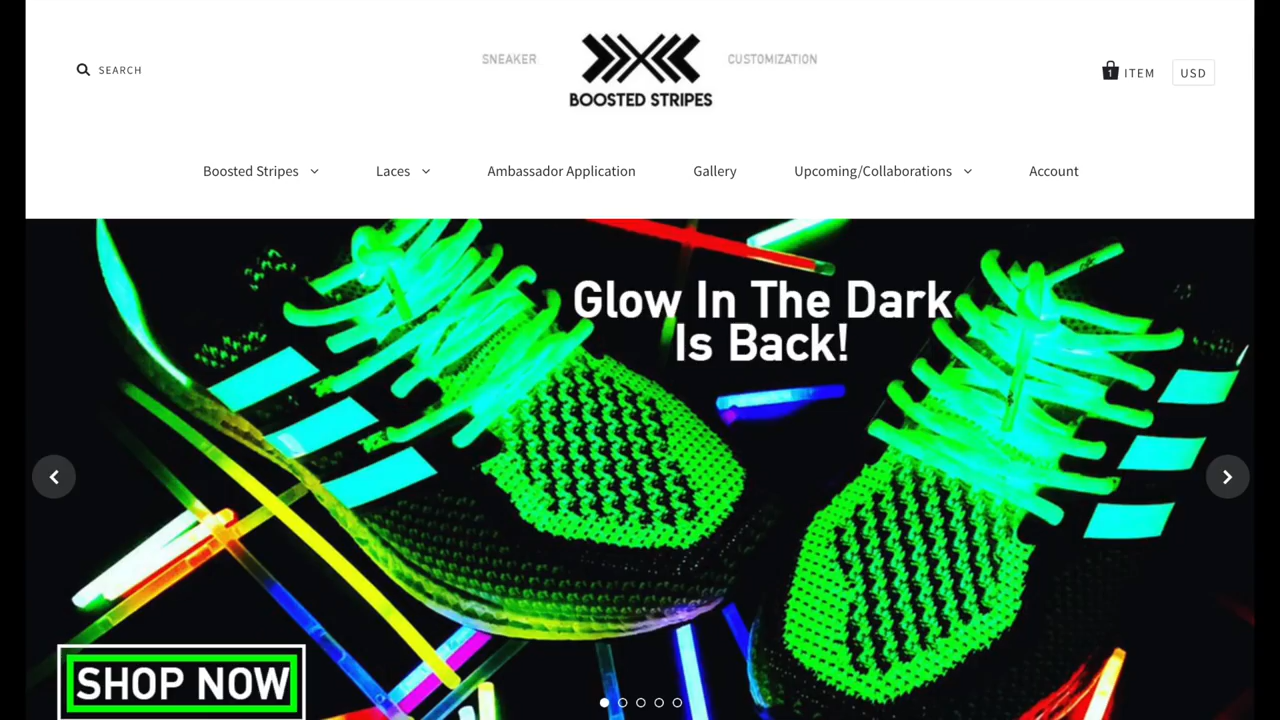 SEARCH
SNEAKER
CUSTOMIZATION
BOOSTED STRIPES
1
ITEM
USD
Boosted Stripes
Laces
Ambassador Application
Gallery
Upcoming/Collaborations
Account
Glow In The Dark
Is Back!
SHOP NOW